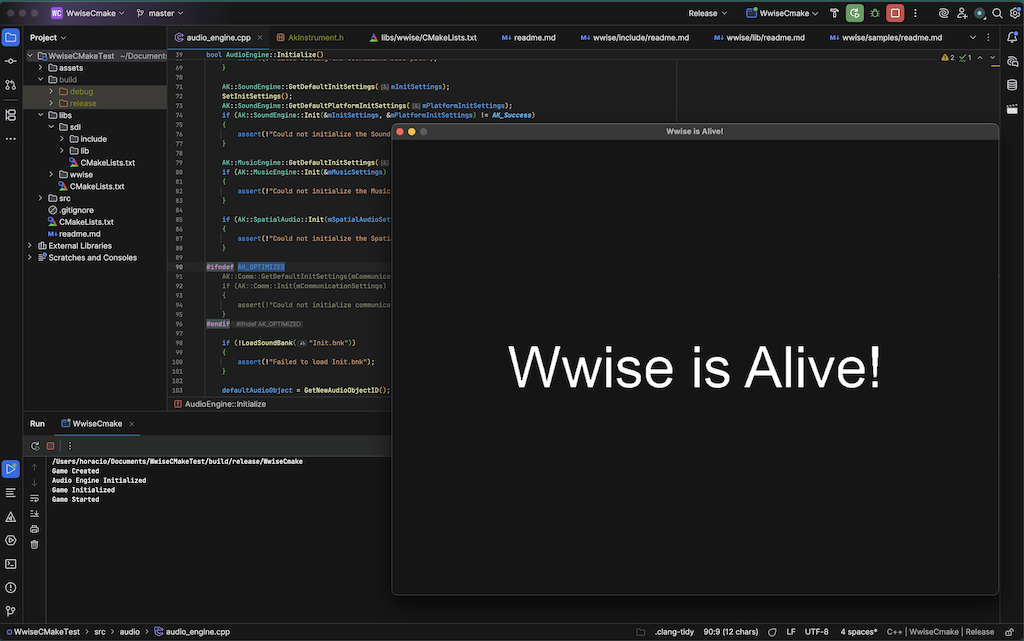 WC WwiseCMake master Release WwiseCMake
Project
audio_engine.cpp AkInstrument.h libs/wwise/CMakeLists.txt readme.md wwise/include/readme.md wwise/lib/readme.md wwise/samples/readme.md
WwiseCMakeTest ~/Documents
assets
build
debug
release
libs
sdl
include
lib
CMakeLists.txt
wwise
CMakeLists.txt
src
.gitignore
CMakeLists.txt
readme.md
External Libraries
Scratches and Consoles
39 bool AudioEngine::Initialize()
2 1
69 }
70
71 AK::SoundEngine::GetDefaultInitSettings( mInitSettings);
72 SetInitSettings();
73 AK::SoundEngine::GetDefaultPlatformInitSettings( mPlatformInitSettings);
74 if (AK::SoundEngine::Init(&mInitSettings, &mPlatformInitSettings) != AK_Success)
75 {
76 assert(!"Could not initialize the Sound
77 }
78
79 AK::MusicEngine::GetDefaultInitSettings(
80 if (AK::MusicEngine::Init(&mMusicSettings)
81 {
82 assert(!"Could not initialize the Music
83 }
84
85 if (AK::SpatialAudio::Init(mSpatialAudioSet
86 {
87 assert(!"Could not initialize the Spati
88 }
89
90 #ifndef AK_OPTIMIZED
91 AK::Comm::GetDefaultInitSettings(mCommunicat
92 if (AK::Comm::Init(mCommunicationSettings)
93 {
94 assert(!"Could not initialize communica
95 }
96 #endif #ifndef AK_OPTIMIZED
97
98 if (!LoadSoundBank( "Init.bnk"))
99 {
100 assert(!"Failed to load Init.bnk");
101 }
102
103 defaultAudioObject = GetNewAudioObjectID();
AudioEngine::Initialize
Wwise is Alive!
Wwise is Alive!
Run WwiseCmake
/Users/horacio/Documents/WwiseCMakeTest/build/release/WwiseCmake
Game Created
Audio Engine Initialized
Game Initialized
Game Started
WwiseCMakeTest > src > audio > audio_engine.cpp
.clang-tidy 90:9 (12 chars) LF UTF-8 4 spaces* C++ | WwiseCmake | Release